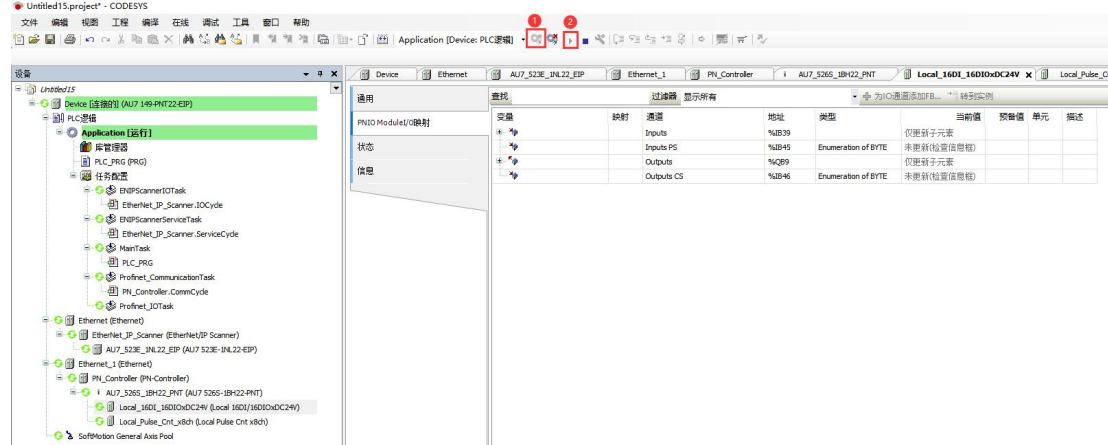 Untitled15.project* - CODESYS
文件 编辑 视图 工程 编译 在线 调试 工具 窗口 帮助
1 2
Application [Device: PLC逻辑]
设备
Untitled15
Device [连接的] (AU7 149-PNT22-EIP)
PLC逻辑
Application [运行]
库管理器
PLC_PRG (PRG)
任务配置
ENIPScannerIOTask
EtherNet_IP_Scanner.IOCycle
ENIPScannerServiceTask
EtherNet_IP_Scanner.ServiceCycle
MainTask
PLC_PRG
Profinet_CommunicationTask
PN_Controller.CommCycle
Profinet_IOTask
Ethernet (Ethernet)
EtherNet_IP_Scanner (EtherNet/IP Scanner)
AU7_523E_1NL22_EIP (AU7 523E-1NL22-EIP)
Ethernet_1 (Ethernet)
PN_Controller (PN-Controller)
AU7_526S_1BH22_PNT (AU7 526S-1BH22-PNT)
Local_16DI_16DIOxDC24V (Local 16DI/16DIOxDC24V)
Local_Pulse_Cnt_x8ch (Local Pulse Cnt x8ch)
SoftMotion General Axis Pool
Device Ethernet AU7_523E_1NL22_EIP Ethernet_1 PN_Controller AU7_526S_1BH22_PNT Local_16DI_16DIOxDC24V Local_Pulse_C
通用
PNIO ModuleI/O映射
状态
信息
查找 过滤器 显示所有 为IO通道添加FB... 转到实例
变量 映射 通道 地址 类型 当前值 预备值 单元 描述
Inputs %IB39 仅更新子元素
Inputs PS %IB45 Enumeration of BYTE 未更新(检查信息框)
Outputs %QB9 仅更新子元素
Outputs CS %IB46 Enumeration of BYTE 未更新(检查信息框)